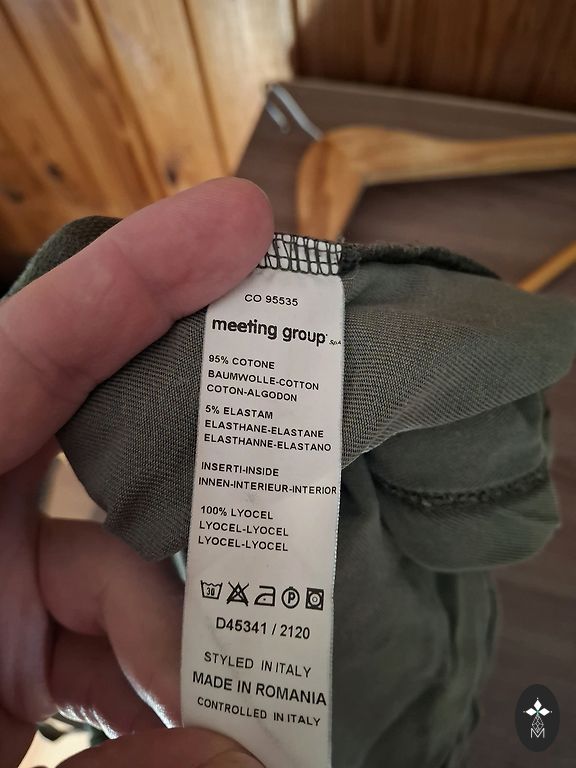 CO 95535
meeting group SpA
95% COTONE
BAUMWOLLE-COTTON
COTON-ALGODON
5% ELASTAM
ELASTHANE-ELASTANE
ELASTHANNE-ELASTANO
INSERTI-INSIDE
INNEN-INTERIEUR-INTERIOR
100% LYOCEL
LYOCEL-LYOCEL
LYOCEL-LYOCEL
30 P
D45341 / 2120
STYLED IN ITALY
MADE IN ROMANIA
CONTROLLED IN ITALY
M